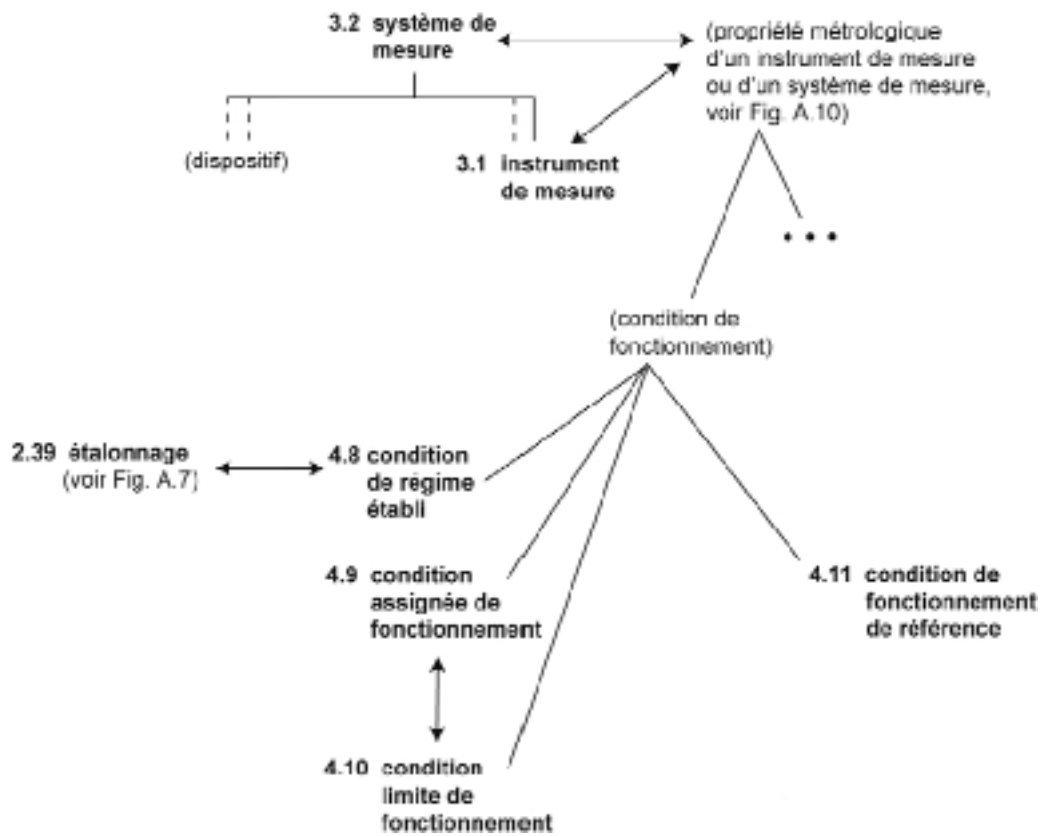 3.2 système de
mesure
(propriété métrologique
d'un instrument de mesure
ou d'un système de mesure,
voir Fig. A.10)
(dispositif)
3.1 instrument
de mesure
• • •
(condition de
fonctionnement)
2.39 étalonnage
(voir Fig. A.7)
4.8 condition
de régime
établi
4.9 condition
assignée de
fonctionnement
4.11 condition de
fonctionnement
de référence
4.10 condition
limite de
fonctionnement